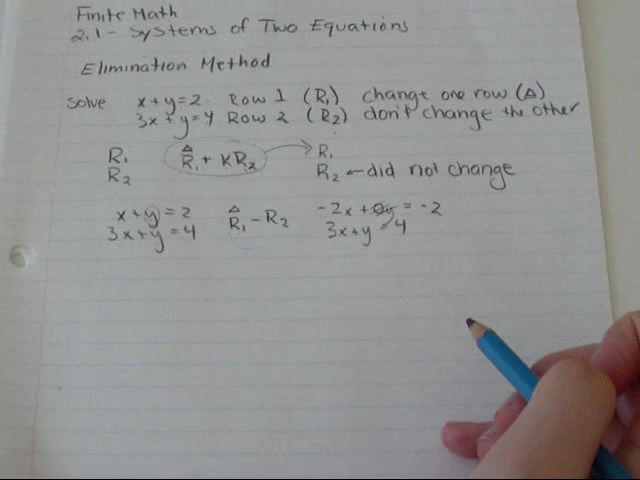 Finite Math
2.1 - Systems of Two Equations
Elimination Method
Solve x+y=2 Row 1 (R₁) change one row (△)
3x+y=4 Row 2 (R₂) don't change the other
R₁ △R₁ + KR₂ → R₁
R₂ R₂ ← did not change
x+y=2 △R₁ - R₂ -2x + 0y = -2
3x+y=4 3x+y=4